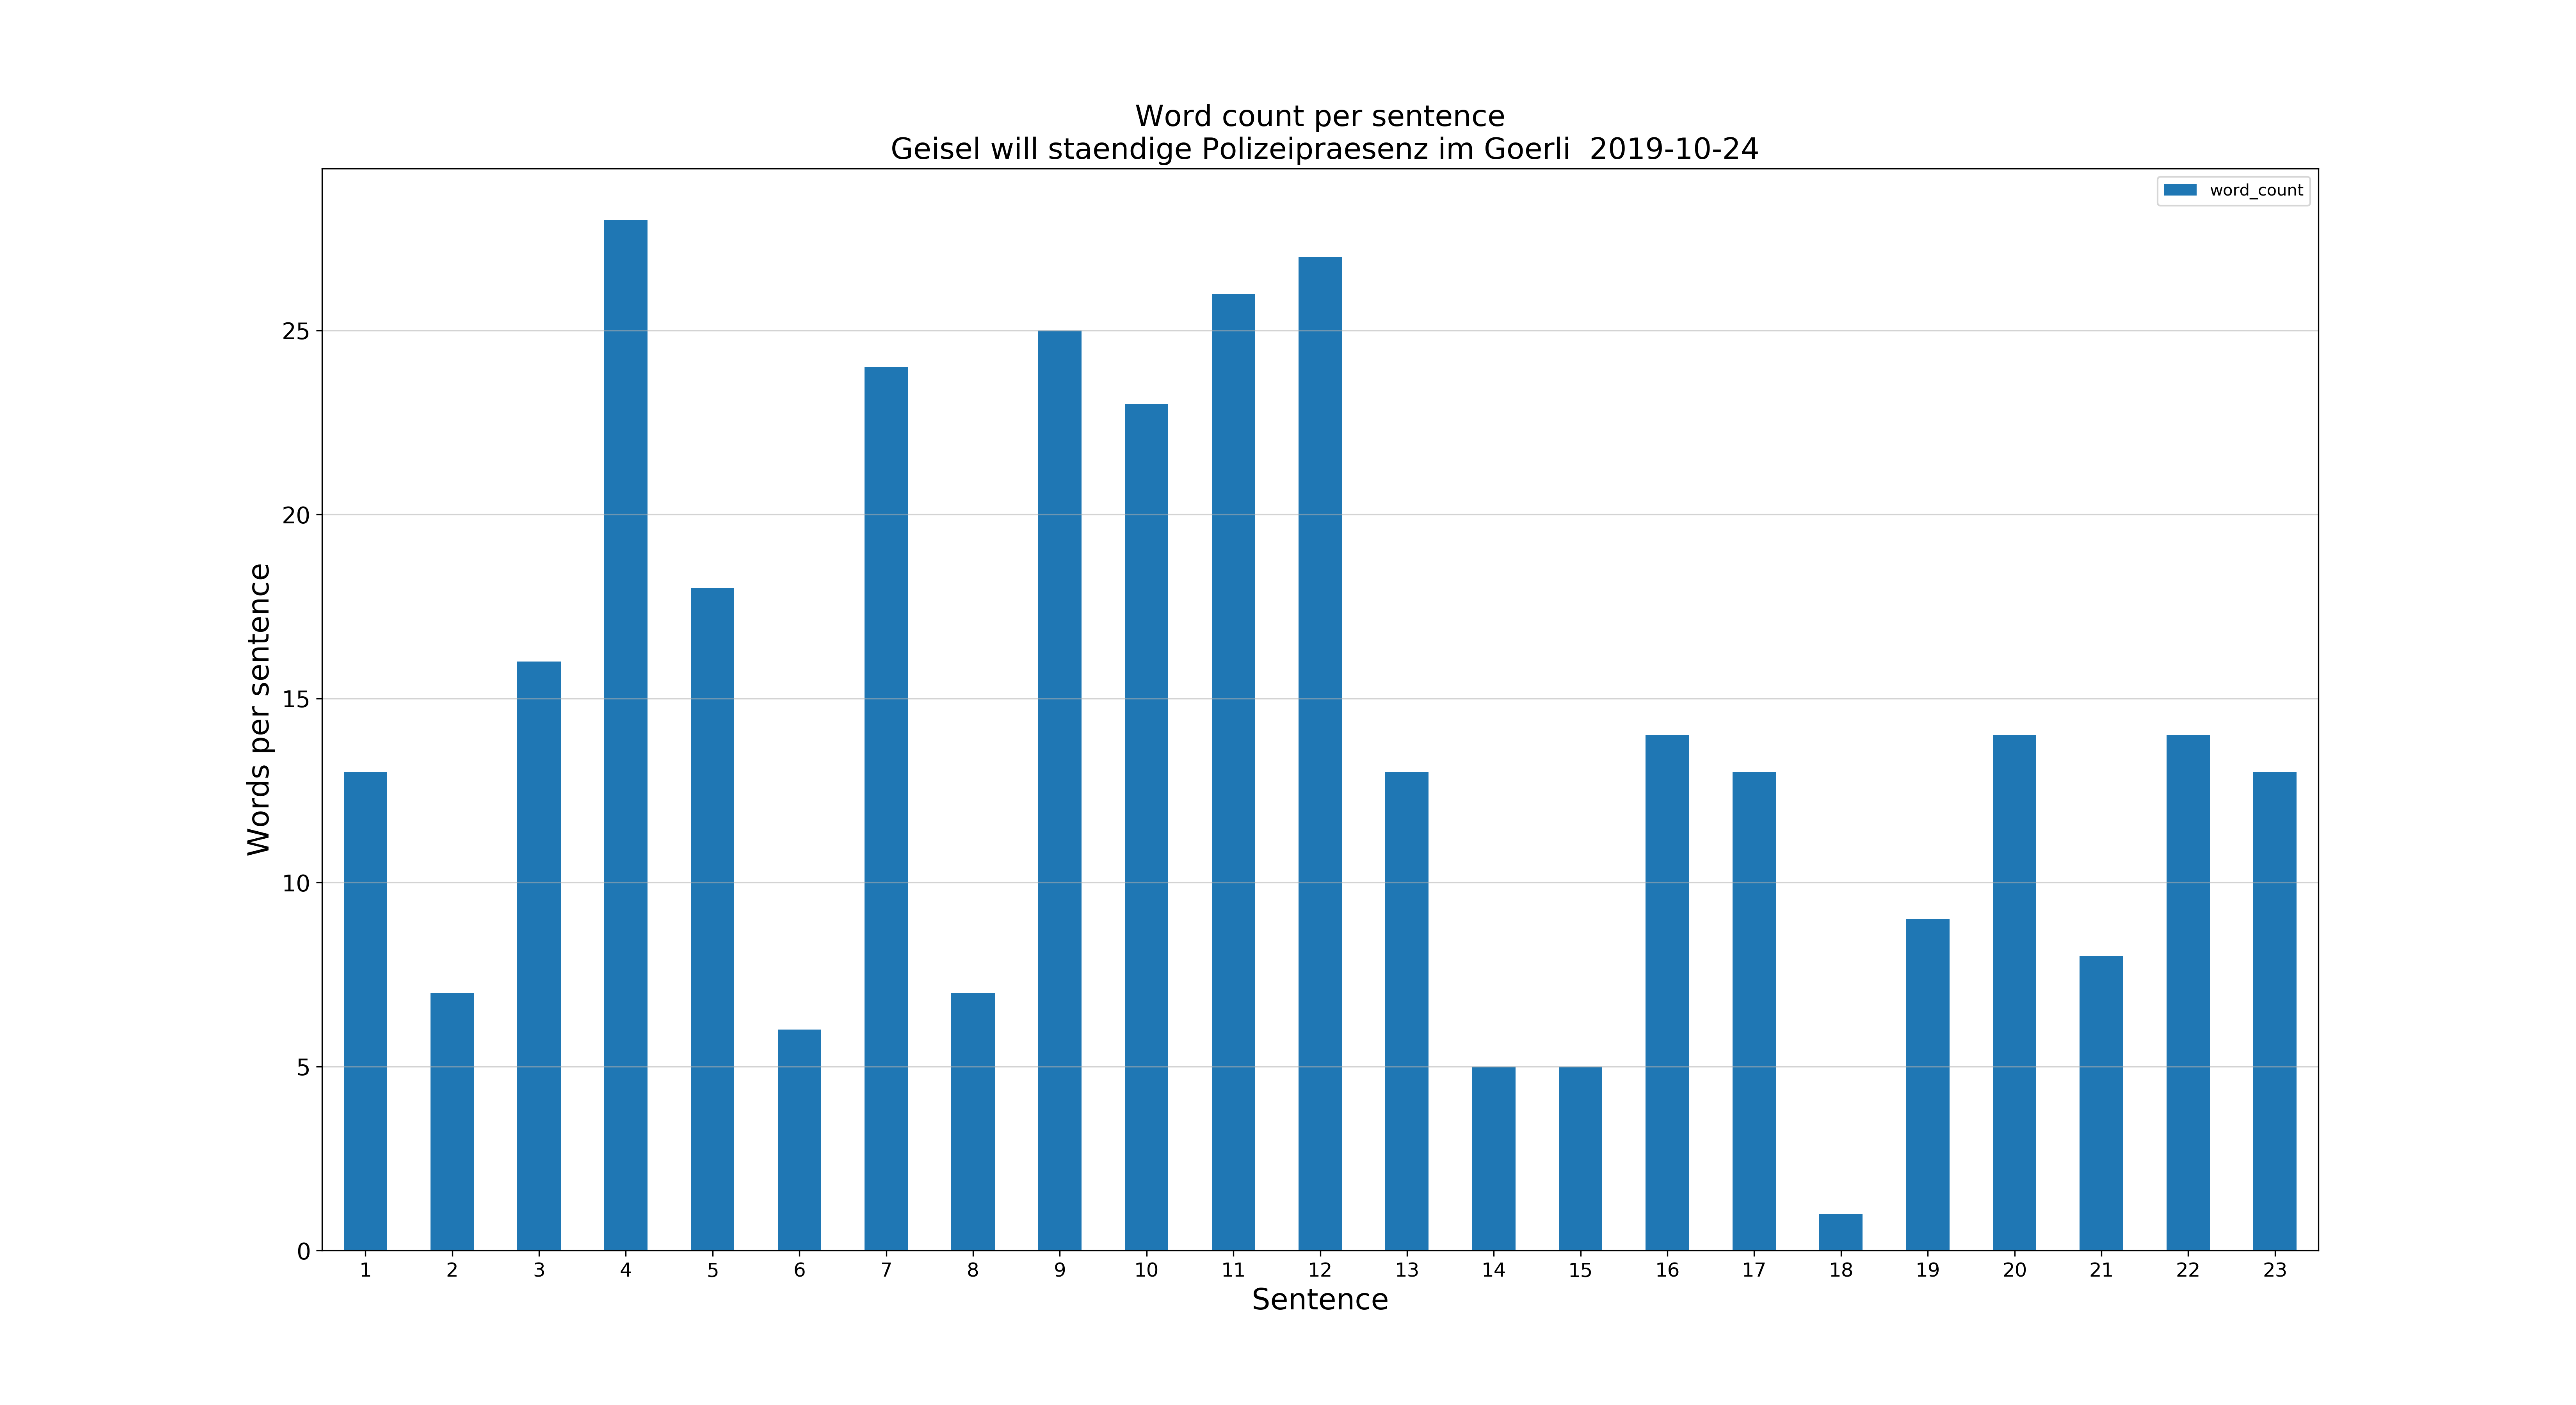 Word count per sentence
Geisel will staendige Polizeipraesenz im Goerli  2019-10-24
word_count
Words per sentence
25
20
15
10
5
0
1 2 3 4 5 6 7 8 9 10 11 12 13 14 15 16 17 18 19 20 21 22 23
Sentence